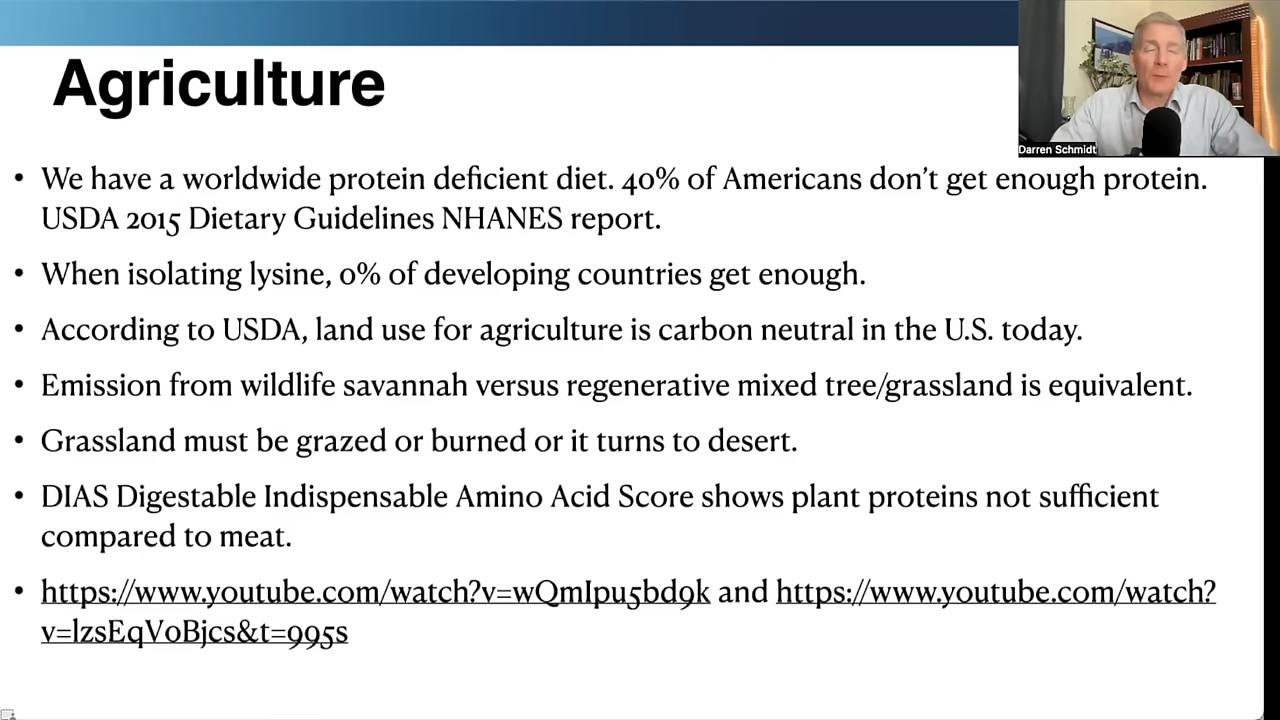 Agriculture
Darren Schmidt
• We have a worldwide protein deficient diet. 40% of Americans don't get enough protein.
USDA 2015 Dietary Guidelines NHANES report.
• When isolating lysine, 0% of developing countries get enough.
• According to USDA, land use for agriculture is carbon neutral in the U.S. today.
• Emission from wildlife savannah versus regenerative mixed tree/grassland is equivalent.
• Grassland must be grazed or burned or it turns to desert.
• DIAS Digestable Indispensable Amino Acid Score shows plant proteins not sufficient
compared to meat.
• https://www.youtube.com/watch?v=wQmIpu5bd9k and https://www.youtube.com/watch?
v=lzsEqVoBjcs&t=995s